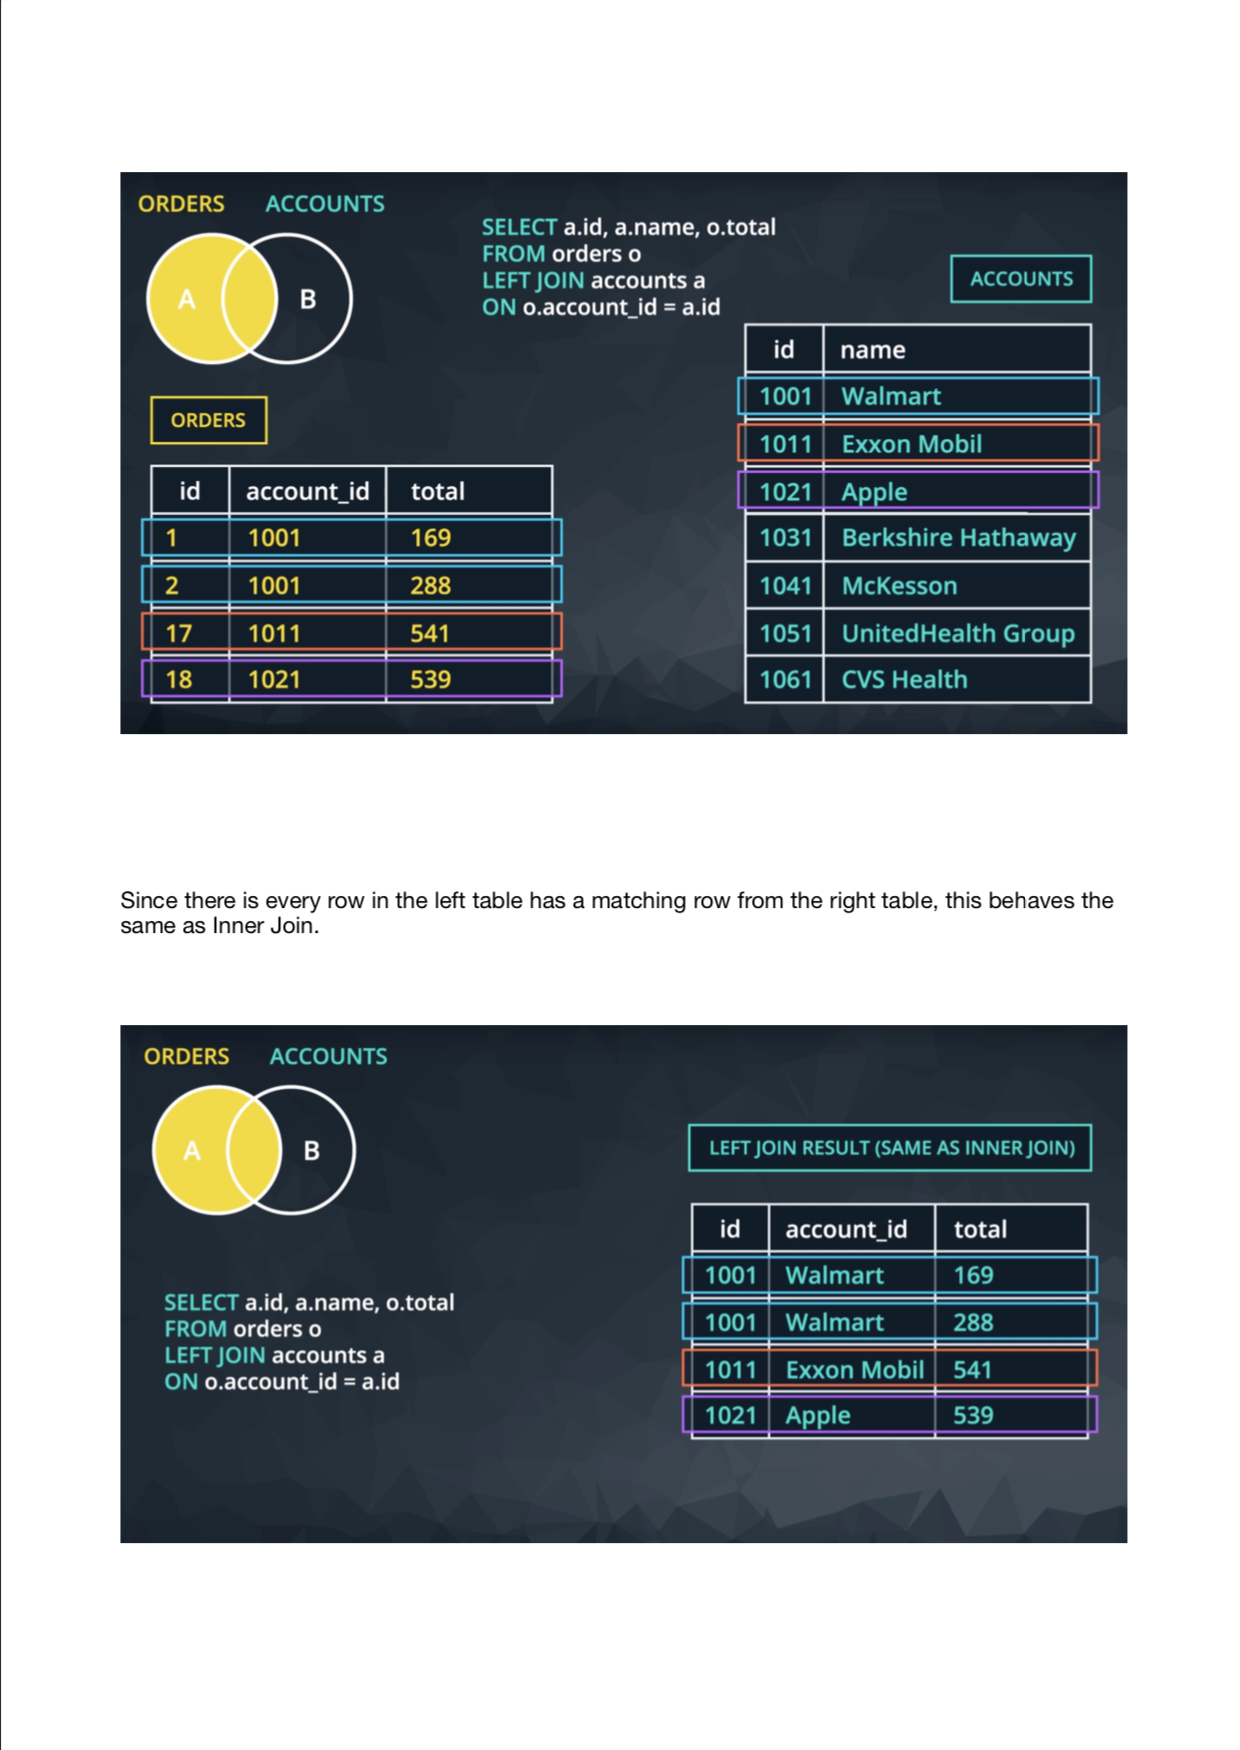 ORDERS ACCOUNTS
A B
SELECT a.id, a.name, o.total
FROM orders o
LEFT JOIN accounts a
ON o.account_id = a.id
ORDERS
id account_id total
1 1001 169
2 1001 288
17 1011 541
18 1021 539
ACCOUNTS
id name
1001 Walmart
1011 Exxon Mobil
1021 Apple
1031 Berkshire Hathaway
1041 McKesson
1051 UnitedHealth Group
1061 CVS Health
Since there is every row in the left table has a matching row from the right table, this behaves the
same as Inner Join.
ORDERS ACCOUNTS
A B
SELECT a.id, a.name, o.total
FROM orders o
LEFT JOIN accounts a
ON o.account_id = a.id
LEFT JOIN RESULT (SAME AS INNER JOIN)
id account_id total
1001 Walmart 169
1001 Walmart 288
1011 Exxon Mobil 541
1021 Apple 539